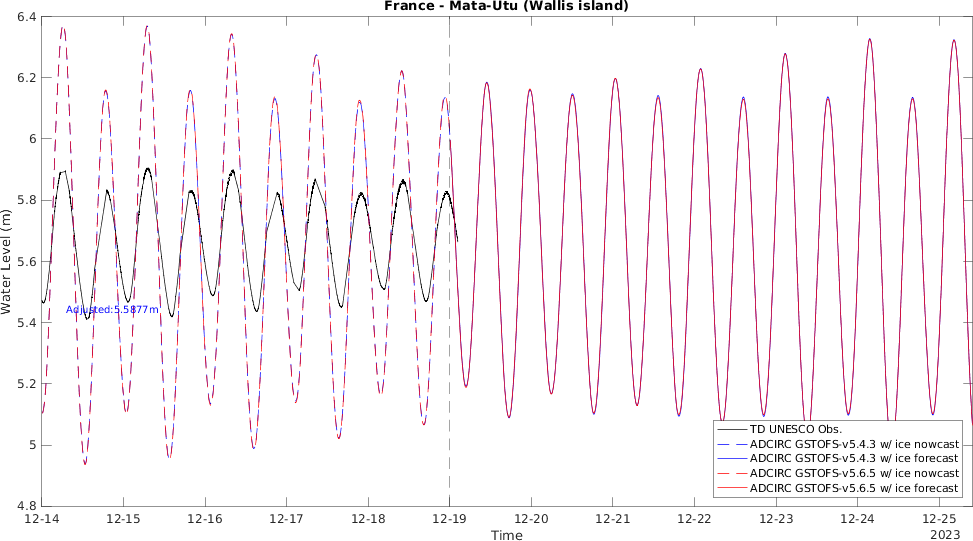 France - Mata-Utu (Wallis island)
6.4
6.2
6
5.8
5.6
5.4
5.2
5
4.8
Water Level (m)
Adjusted:5.5877m
TD UNESCO Obs.
ADCIRC GSTOFS-v5.4.3 w/ ice nowcast
ADCIRC GSTOFS-v5.4.3 w/ ice forecast
ADCIRC GSTOFS-v5.6.5 w/ ice nowcast
ADCIRC GSTOFS-v5.6.5 w/ ice forecast
12-14 12-15 12-16 12-17 12-18 12-19 12-20 12-21 12-22 12-23 12-24 12-25
Time
2023